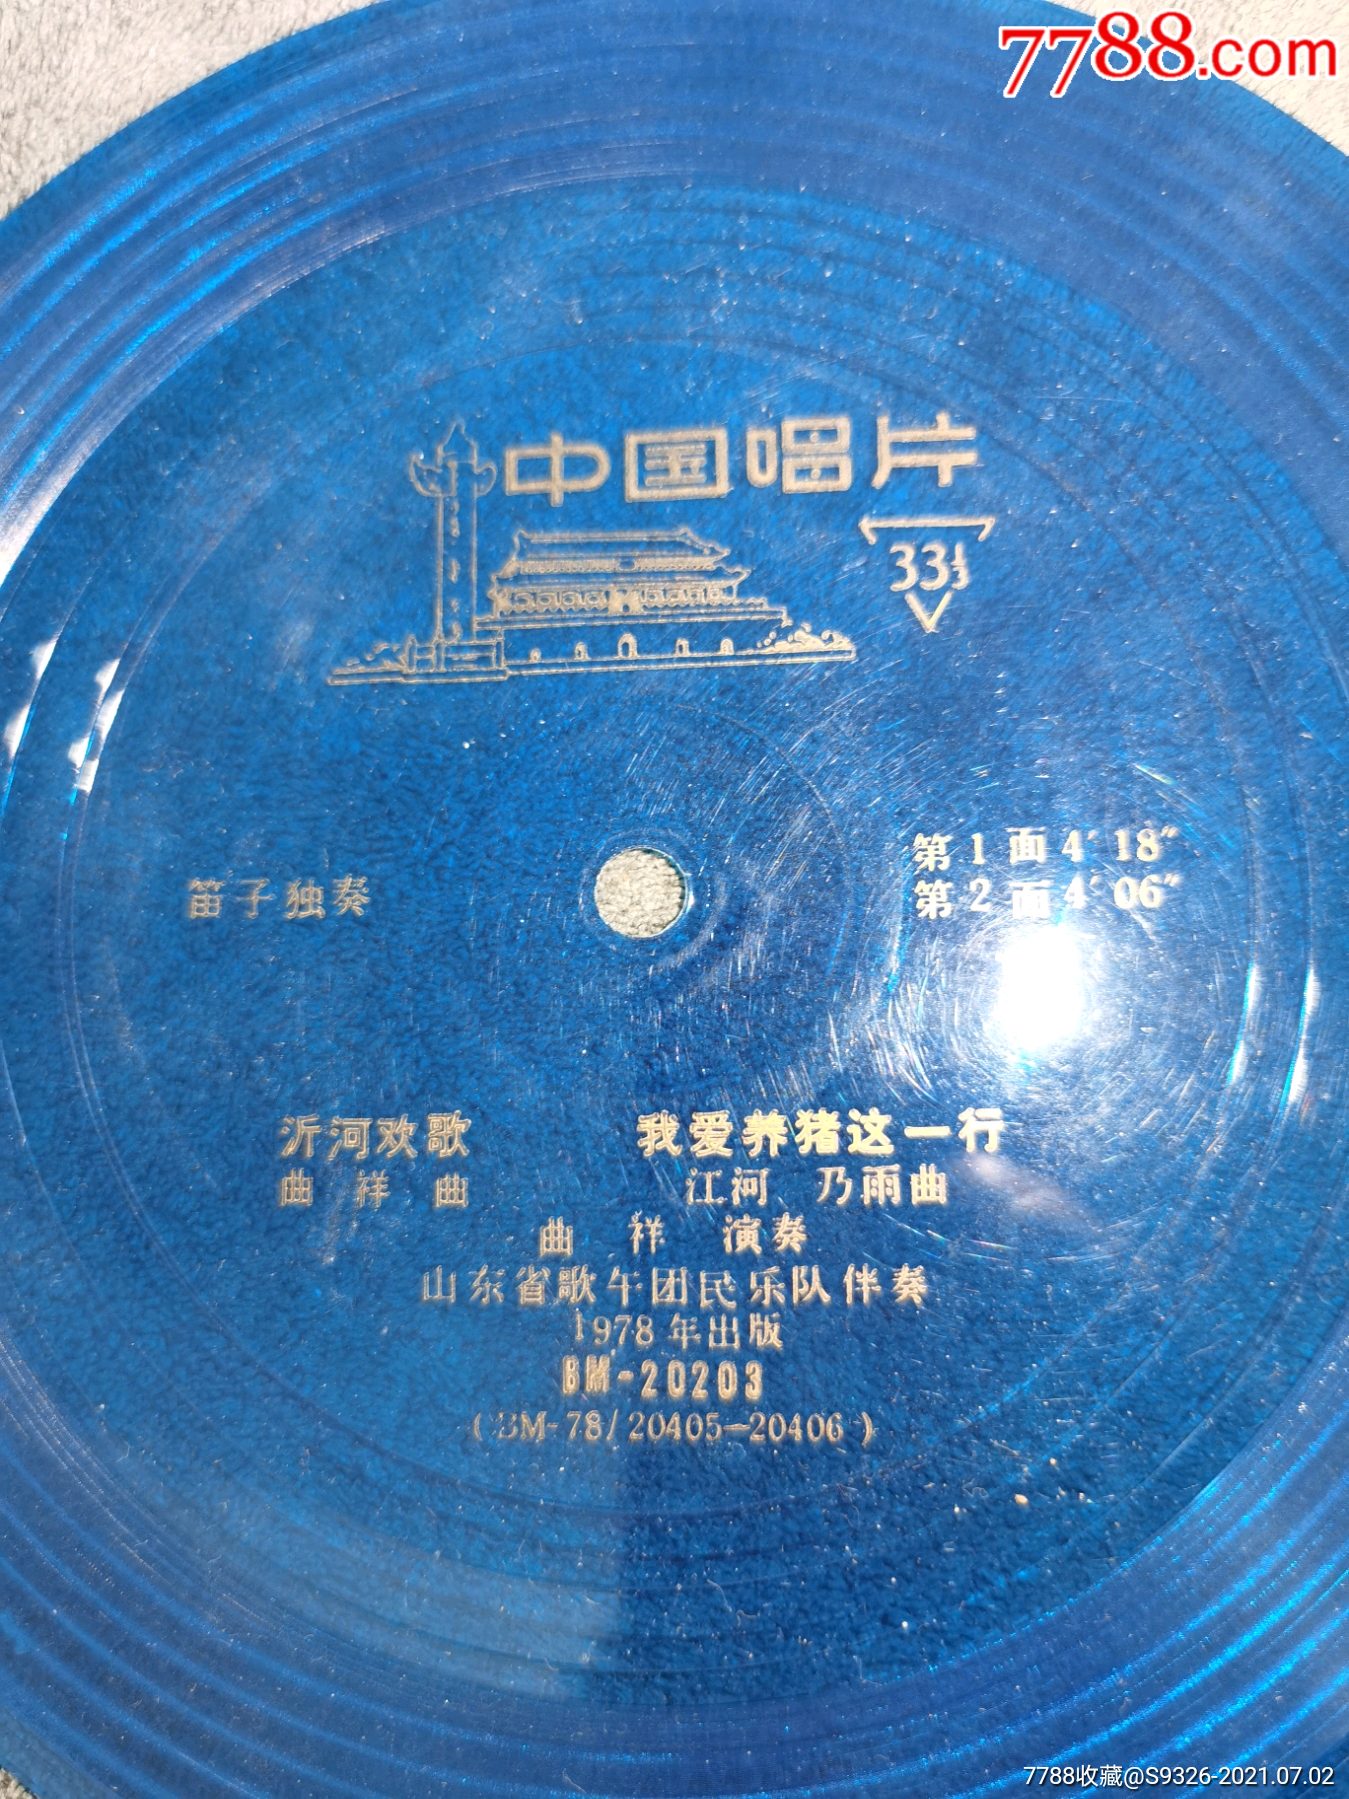 7788.com
中国唱片
33⅓
笛子独奏
第1面4′18″
第2面4′06″
沂河欢歌
曲祥曲
我爱养猪这一行
江河 乃雨曲
曲祥 演奏
山东省歌午团民乐队伴奏
1978年出版
BM-20203
(BM-78/20405—20406)
7788收藏@S9326-2021.07.02